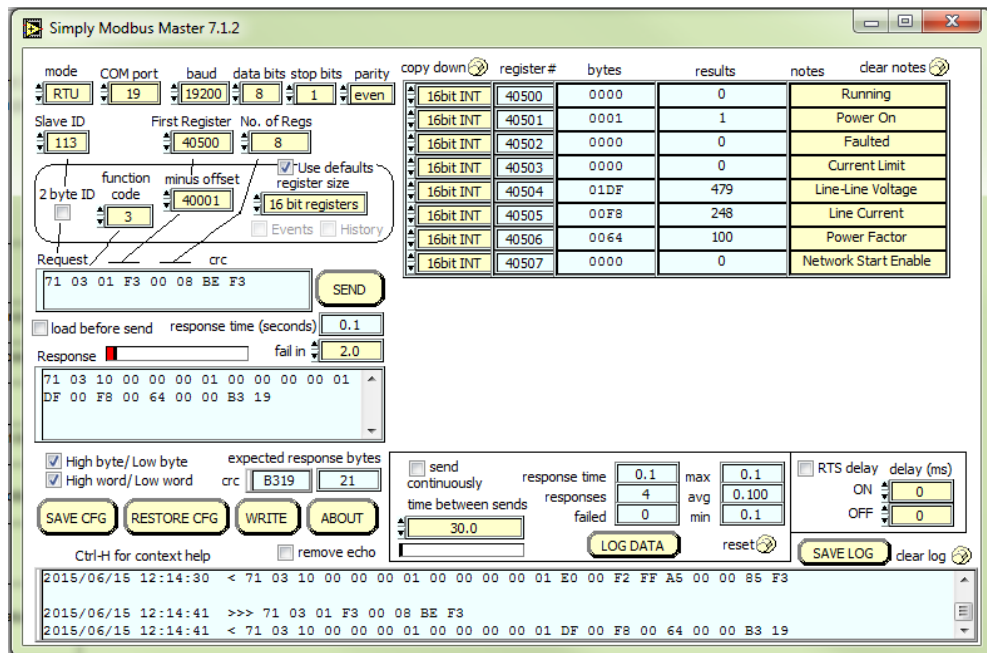 Simply Modbus Master 7.1.2
mode COM port baud data bits stop bits parity
RTU 19 19200 8 1 even
Slave ID First Register No. of Regs
113 40500 8
Use defaults
2 byte ID function code minus offset register size
3 40001 16 bit registers
Events History
Request crc
71 03 01 F3 00 08 BE F3
SEND
load before send response time (seconds) 0.1
Response fail in 2.0
71 03 10 00 00 00 01 00 00 00 00 01
DF 00 F8 00 64 00 00 B3 19
copy down register # bytes results notes clear notes
16bit INT 40500 0000 0 Running
16bit INT 40501 0001 1 Power On
16bit INT 40502 0000 0 Faulted
16bit INT 40503 0000 0 Current Limit
16bit INT 40504 01DF 479 Line-Line Voltage
16bit INT 40505 00F8 248 Line Current
16bit INT 40506 0064 100 Power Factor
16bit INT 40507 0000 0 Network Start Enable
High byte/Low byte expected response bytes
High word/Low word crc B319 21
SAVE CFG RESTORE CFG WRITE ABOUT
Ctrl-H for context help remove echo
send continuously
time between sends
30.0
response time 0.1 max 0.1
responses 4 avg 0.100
failed 0 min 0.1
LOG DATA reset
RTS delay delay (ms)
ON 0
OFF 0
SAVE LOG clear log
2015/06/15 12:14:30 < 71 03 10 00 00 00 01 00 00 00 00 01 E0 00 F2 FF A5 00 00 85 F3
2015/06/15 12:14:41 >>> 71 03 01 F3 00 08 BE F3
2015/06/15 12:14:41 < 71 03 10 00 00 00 01 00 00 00 00 01 DF 00 F8 00 64 00 00 B3 19